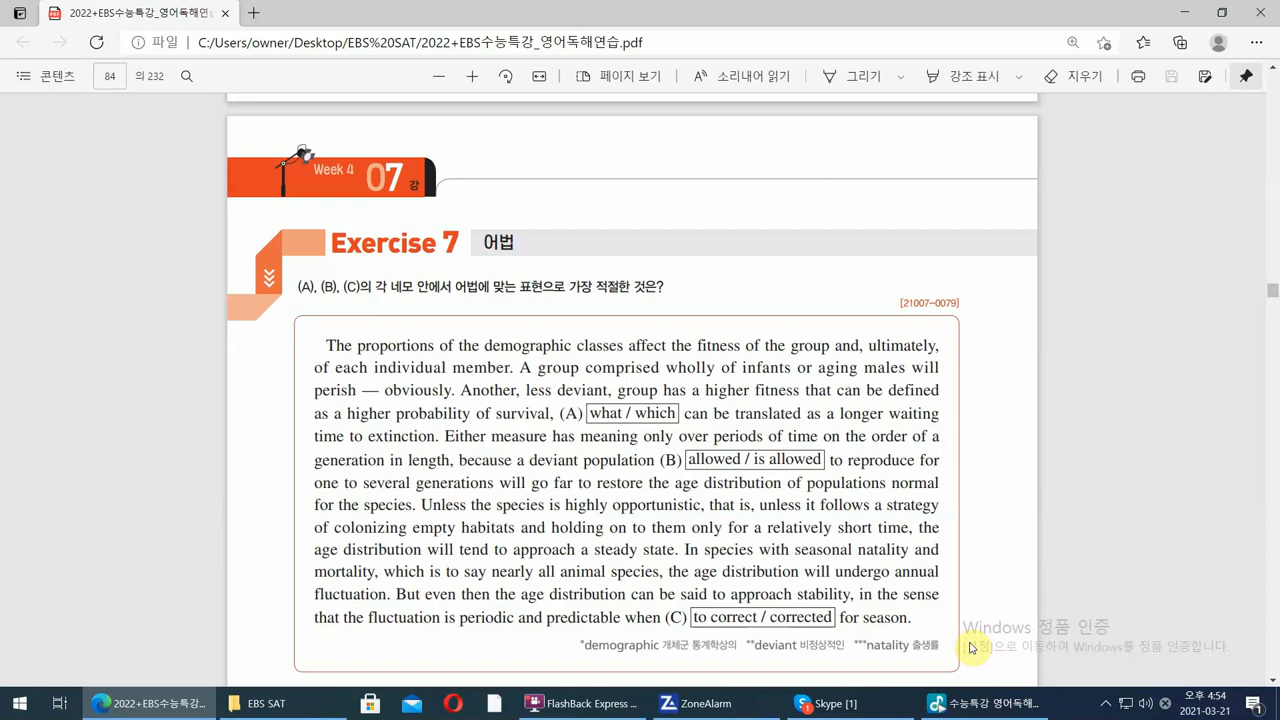 2022+EBS수능특강_영어독해연습
파일
C:/Users/owner/Desktop/EBS%20SAT/2022+EBS수능특강_영어독해연습.pdf
콘텐츠 84 의 232 페이지 보기 소리내어 읽기 그리기 강조 표시 지우기
Week 4 07강
Exercise 7 어법
(A), (B), (C)의 각 네모 안에서 어법에 맞는 표현으로 가장 적절한 것은?
[21007-0079]
The proportions of the demographic classes affect the fitness of the group and, ultimately,
of each individual member. A group comprised wholly of infants or aging males will
perish — obviously. Another, less deviant, group has a higher fitness that can be defined
as a higher probability of survival, (A) what / which can be translated as a longer waiting
time to extinction. Either measure has meaning only over periods of time on the order of a
generation in length, because a deviant population (B) allowed / is allowed to reproduce for
one to several generations will go far to restore the age distribution of populations normal
for the species. Unless the species is highly opportunistic, that is, unless it follows a strategy
of colonizing empty habitats and holding on to them only for a relatively short time, the
age distribution will tend to approach a steady state. In species with seasonal natality and
mortality, which is to say nearly all animal species, the age distribution will undergo annual
fluctuation. But even then the age distribution can be said to approach stability, in the sense
that the fluctuation is periodic and predictable when (C) to correct / corrected for season.
*demographic 개체군 통계학상의 **deviant 비정상적인 ***natality 출생률
Windows 정품 인증
으로 이동하여 Windows를 정품 인증합니다.
2022+EBS수능특강_... EBS SAT FlashBack Express ... ZoneAlarm Skype [1] 수능특강 영어독해... 오후 4:54
2021-03-21